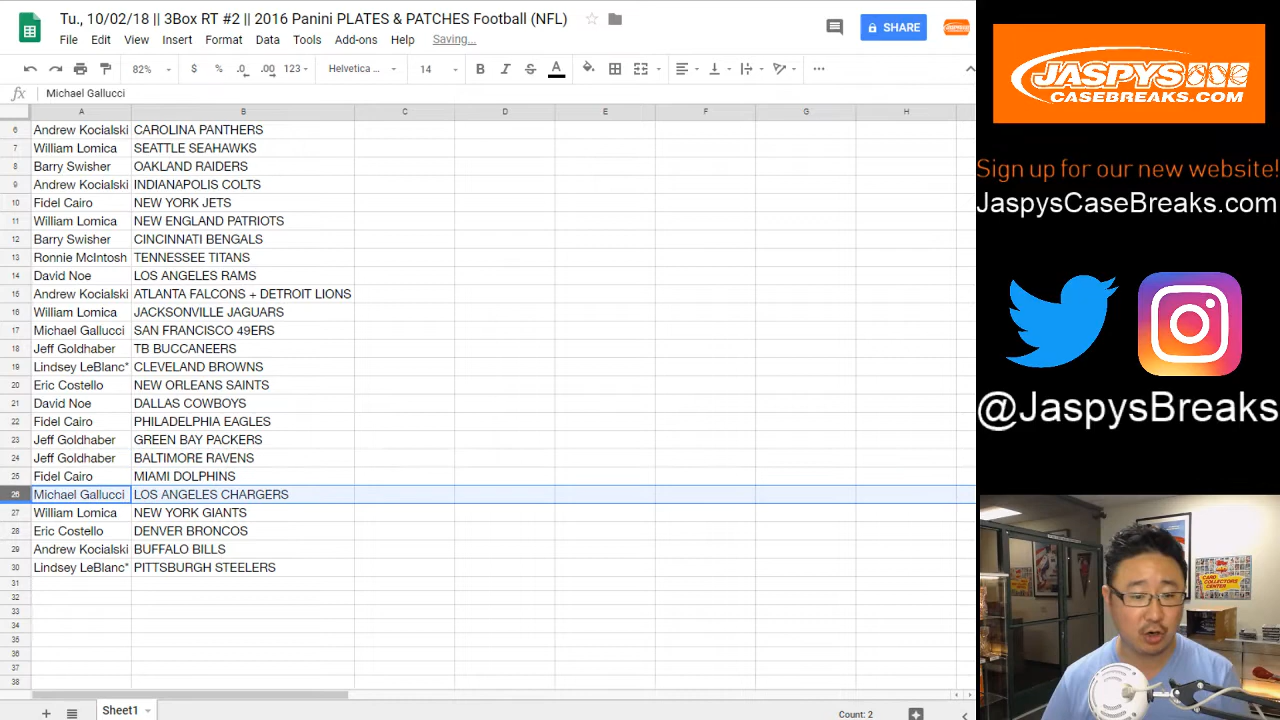 Tu., 10/02/18 || 3Box RT #2 || 2016 Panini PLATES & PATCHES Football (NFL)
File Edit View Insert Format Data Tools Add-ons Help Saving...
SHARE
82% $ % .0 .00 123 Helvetica ... 14 B I S A
fx Michael Gallucci
A B C D E F G H
6 Andrew Kocialski CAROLINA PANTHERS
7 William Lomica SEATTLE SEAHAWKS
8 Barry Swisher OAKLAND RAIDERS
9 Andrew Kocialski INDIANAPOLIS COLTS
10 Fidel Cairo NEW YORK JETS
11 William Lomica NEW ENGLAND PATRIOTS
12 Barry Swisher CINCINNATI BENGALS
13 Ronnie McIntosh TENNESSEE TITANS
14 David Noe LOS ANGELES RAMS
15 Andrew Kocialski ATLANTA FALCONS + DETROIT LIONS
16 William Lomica JACKSONVILLE JAGUARS
17 Michael Gallucci SAN FRANCISCO 49ERS
18 Jeff Goldhaber TB BUCCANEERS
19 Lindsey LeBlanc* CLEVELAND BROWNS
20 Eric Costello NEW ORLEANS SAINTS
21 David Noe DALLAS COWBOYS
22 Fidel Cairo PHILADELPHIA EAGLES
23 Jeff Goldhaber GREEN BAY PACKERS
24 Jeff Goldhaber BALTIMORE RAVENS
25 Fidel Cairo MIAMI DOLPHINS
26 Michael Gallucci LOS ANGELES CHARGERS
27 William Lomica NEW YORK GIANTS
28 Eric Costello DENVER BRONCOS
29 Andrew Kocialski BUFFALO BILLS
30 Lindsey LeBlanc* PITTSBURGH STEELERS
31
32
33
34
35
36
37
38
Sheet1
Count: 2
JASPYS
CASEBREAKS.COM
Sign up for our new website!
JaspysCaseBreaks.com
@JaspysBreaks
CARD
COLLECTORS
CENTER